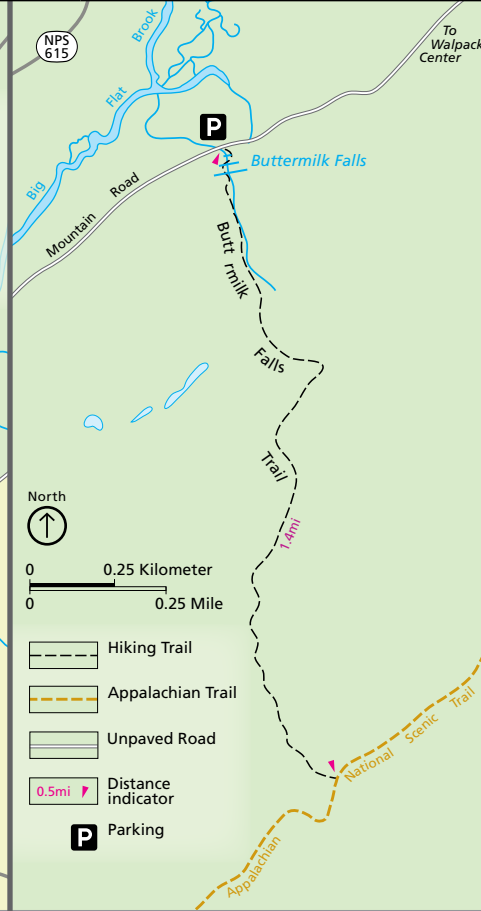 NPS
615
Brook
Flat
Big
To
Walpack
Center
P
Buttermilk Falls
Mountain Road
Butt rmilk
Falls
Trail
1.4mi
North
0 0.25 Kilometer
0 0.25 Mile
Hiking Trail
Appalachian Trail
Unpaved Road
0.5mi
Distance
indicator
P
Parking
National Scenic Trail
Appalachian